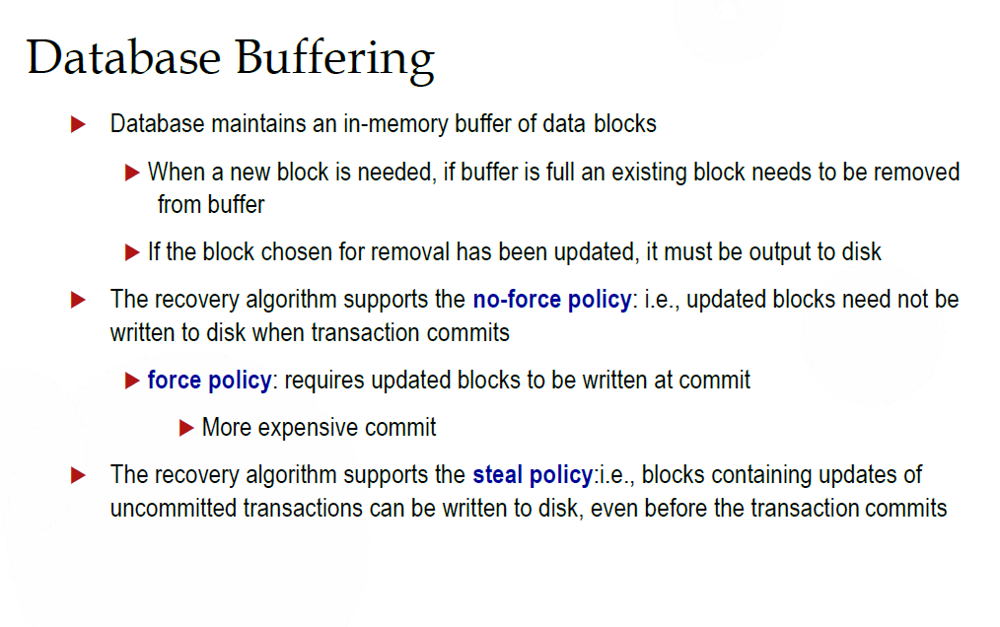 Database Buffering
Database maintains an in-memory buffer of data blocks
When a new block is needed, if buffer is full an existing block needs to be removed
from buffer
If the block chosen for removal has been updated, it must be output to disk
The recovery algorithm supports the no-force policy: i.e., updated blocks need not be
written to disk when transaction commits
force policy: requires updated blocks to be written at commit
More expensive commit
The recovery algorithm supports the steal policy:i.e., blocks containing updates of
uncommitted transactions can be written to disk, even before the transaction commits